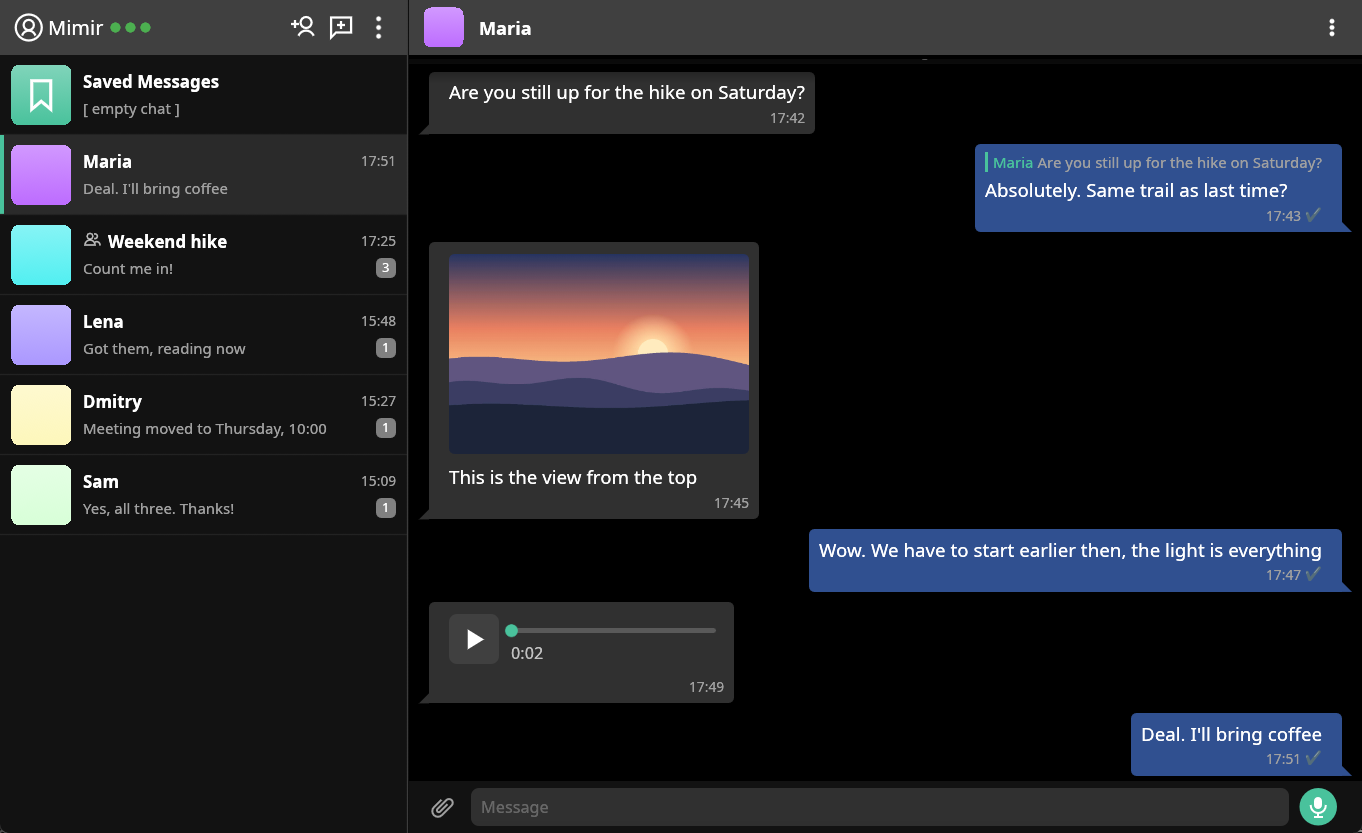 Mimir
Saved Messages
[ empty chat ]
Maria 17:51
Deal. I'll bring coffee
Weekend hike 17:25
Count me in! 3
Lena 15:48
Got them, reading now 1
Dmitry 15:27
Meeting moved to Thursday, 10:00 1
Sam 15:09
Yes, all three. Thanks! 1
Maria
Are you still up for the hike on Saturday?
17:42
Maria Are you still up for the hike on Saturday?
Absolutely. Same trail as last time?
17:43
This is the view from the top
17:45
Wow. We have to start earlier then, the light is everything
17:47
0:02
17:49
Deal. I'll bring coffee
17:51
Message